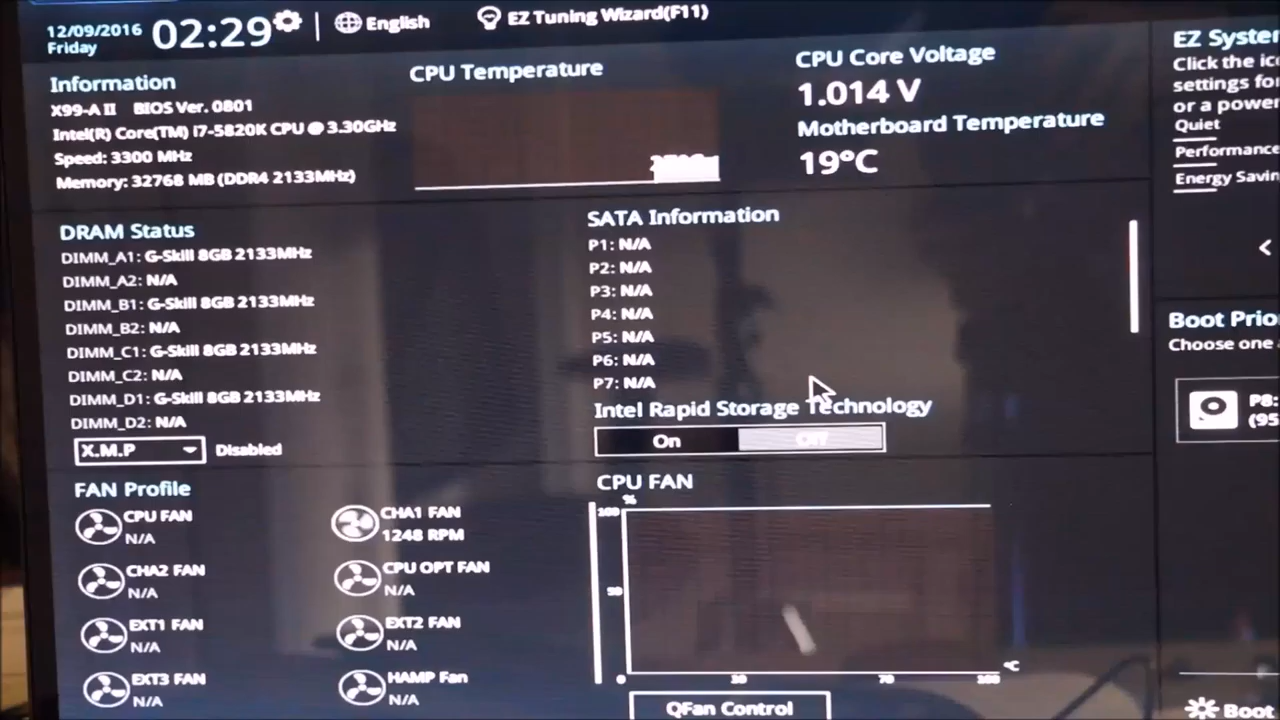 12/09/2016
Friday
02:29
English
EZ Tuning Wizard(F11)
Information
X99-A II BIOS Ver. 0801
Intel(R) Core(TM) i7-5820K CPU @ 3.30GHz
Speed: 3300 MHz
Memory: 32768 MB (DDR4 2133MHz)
CPU Temperature
CPU Core Voltage
1.014 V
Motherboard Temperature
19°C
EZ System
Click the
settings
or a power
Quiet
Performance
Energy
DRAM Status
DIMM_A1: G-Skill 8GB 2133MHz
DIMM_A2: N/A
DIMM_B1: G-Skill 8GB 2133MHz
DIMM_B2: N/A
DIMM_C1: G-Skill 8GB 2133MHz
DIMM_C2: N/A
DIMM_D1: G-Skill 8GB 2133MHz
DIMM_D2: N/A
X.M.P Disabled
SATA Information
P1: N/A
P2: N/A
P3: N/A
P4: N/A
P5: N/A
P6: N/A
P7: N/A
Intel Rapid Storage Technology
On Off
Boot
Choose one
P8:
(95
FAN Profile
CPU FAN
N/A
CHA1 FAN
1248 RPM
CHA2 FAN
N/A
CPU OPT FAN
N/A
EXT1 FAN
N/A
EXT2 FAN
N/A
EXT3 FAN
N/A
HAMP Fan
N/A
CPU FAN
%
100
50
0 30 70 100
°C
QFan Control
Boot